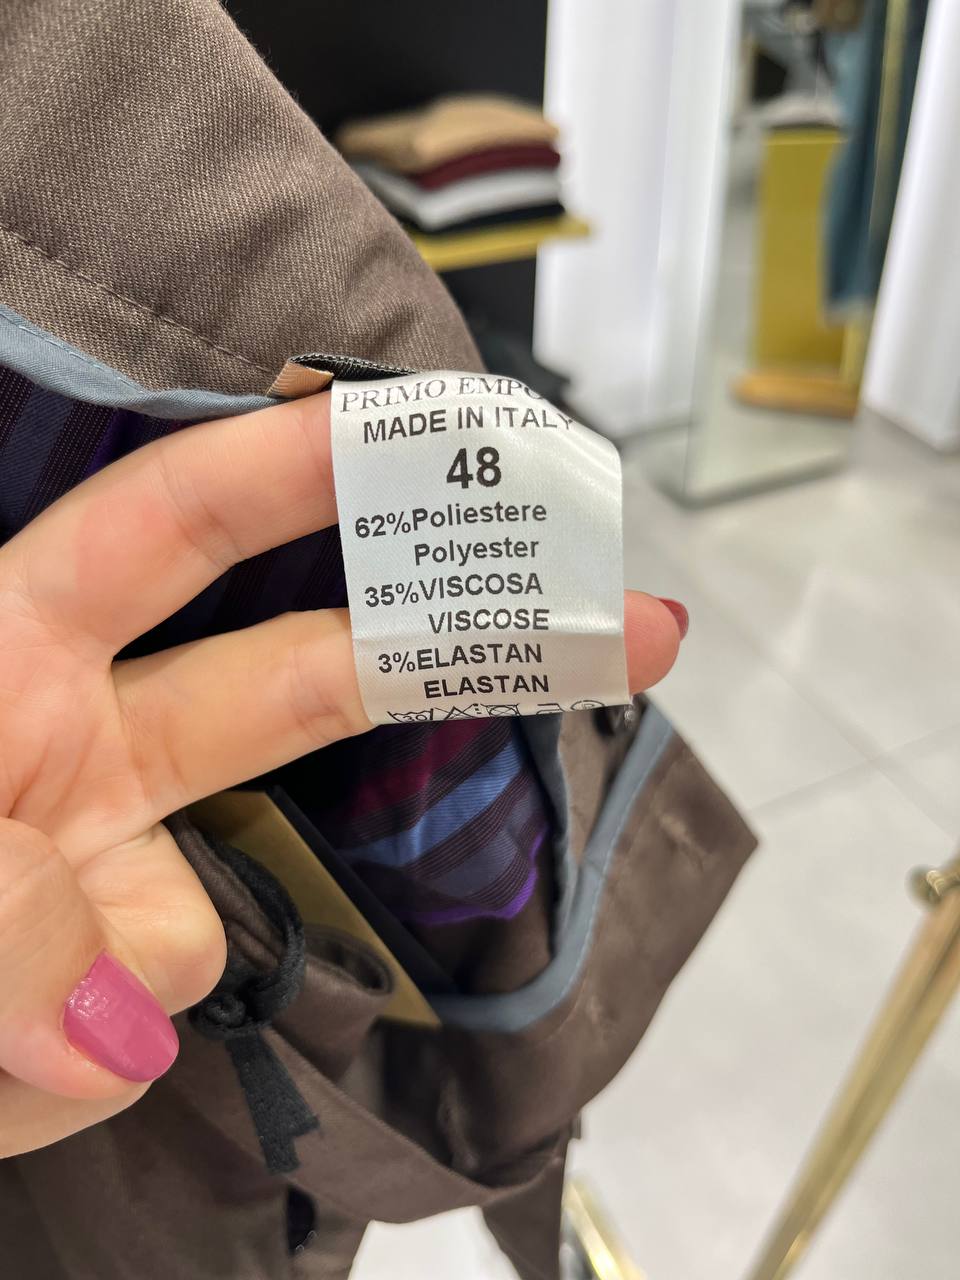 PRIMO
MADE IN ITALY
48
62%Poliestere
Polyester
35%VISCOSA
VISCOSE
3%ELASTAN
ELASTAN